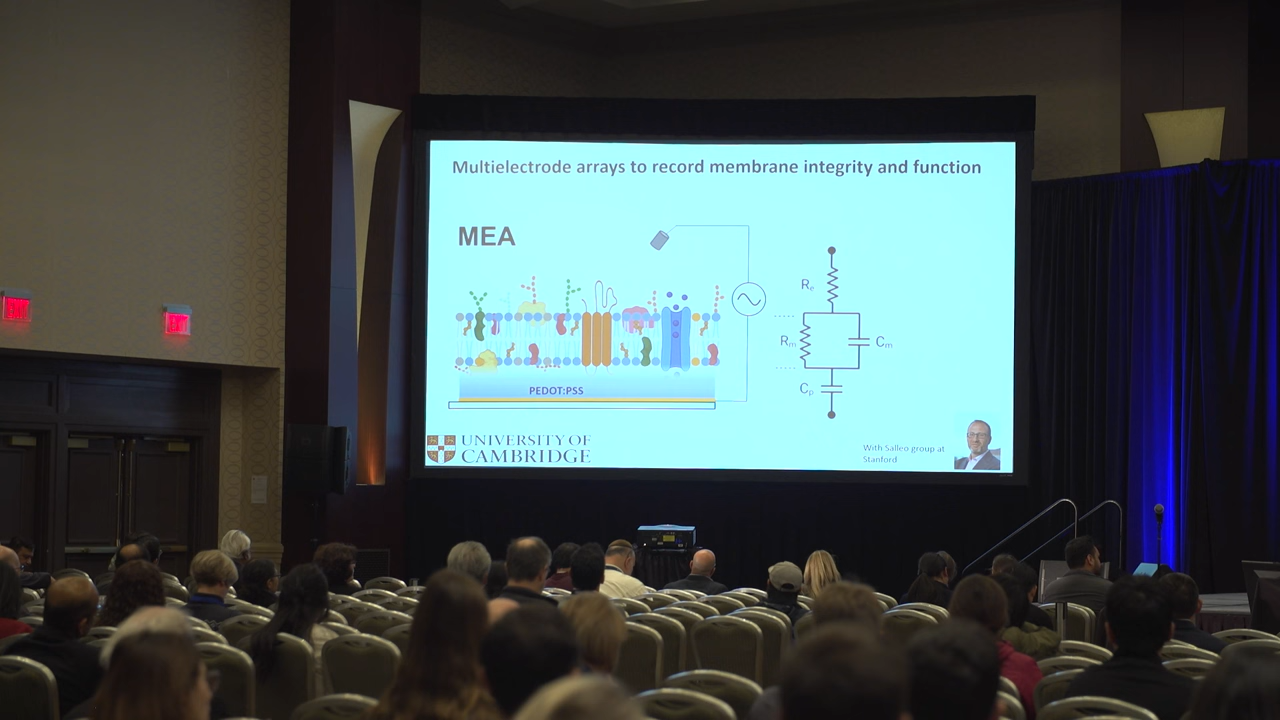 Multielectrode arrays to record membrane integrity and function
MEA
Re
Rm
Cm
Cp
PEDOT:PSS
UNIVERSITY OF
CAMBRIDGE
With Salleo group at
Stanford
EXIT